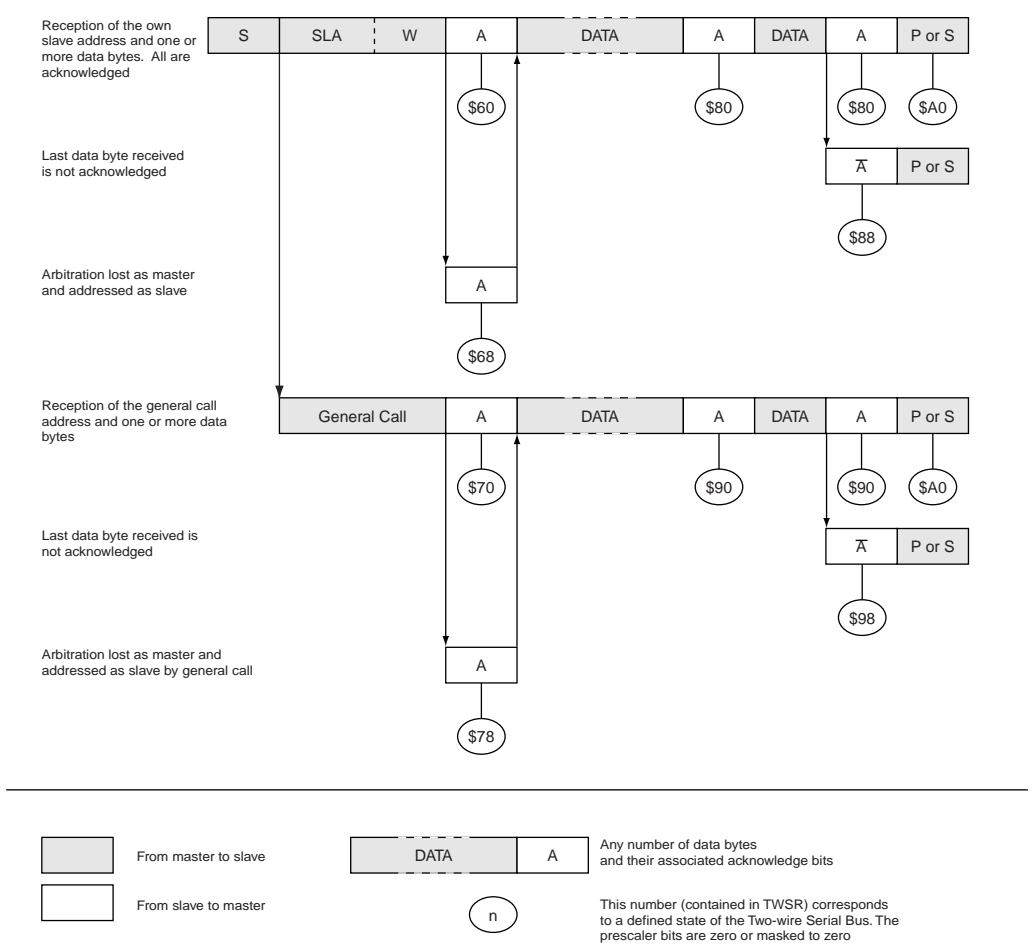 Reception of the own
slave address and one or
more data bytes.  All are
acknowledged
S SLA W A DATA A DATA A P or S
$60 $80 $80 $A0
Last data byte received
is not acknowledged
A̅ P or S
$88
Arbitration lost as master
and addressed as slave
A
$68
Reception of the general call
address and one or more data
bytes
General Call A DATA A DATA A P or S
$70 $90 $90 $A0
Last data byte received is
not acknowledged
A̅ P or S
$98
Arbitration lost as master and
addressed as slave by general call
A
$78
From master to slave
DATA A
Any number of data bytes
and their associated acknowledge bits
From slave to master
n
This number (contained in TWSR) corresponds
to a defined state of the Two-wire Serial Bus. The
prescaler bits are zero or masked to zero